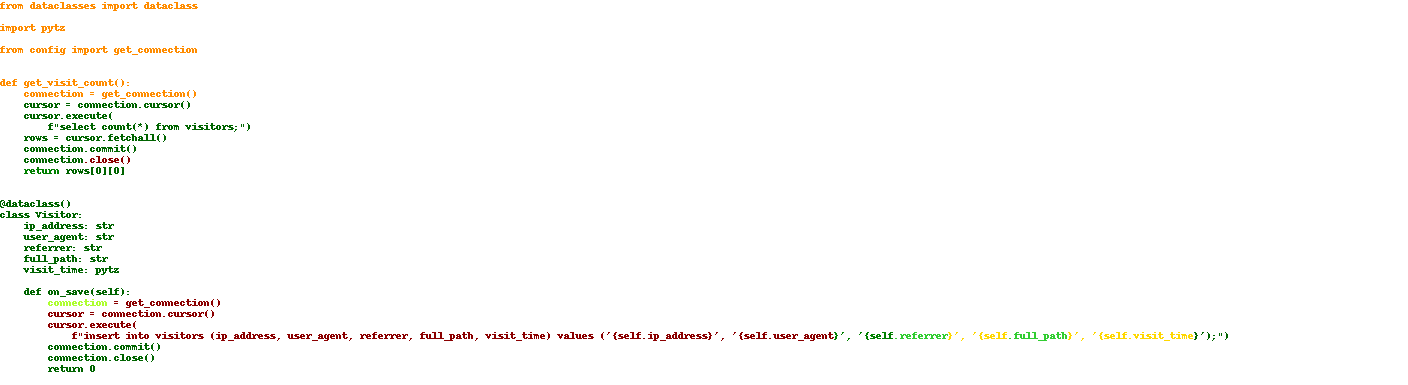 from dataclasses import dataclass
import pytz
from config import get_connection
def get_visit_count():
    connection = get_connection()
    cursor = connection.cursor()
    cursor.execute(
        f"select count(*) from visitors;")
    rows = cursor.fetchall()
    connection.commit()
    connection.close()
    return rows[0][0]
@dataclass()
class Visitor:
    ip_address: str
    user_agent: str
    referrer: str
    full_path: str
    visit_time: pytz
    def on_save(self):
        connection = get_connection()
        cursor = connection.cursor()
        cursor.execute(
            f"insert into visitors (ip_address, user_agent, referrer, full_path, visit_time) values ('{self.ip_address}', '{self.user_agent}', '{self.referrer}', '{self.full_path}', '{self.visit_time}');")
        connection.commit()
        connection.close()
        return 0